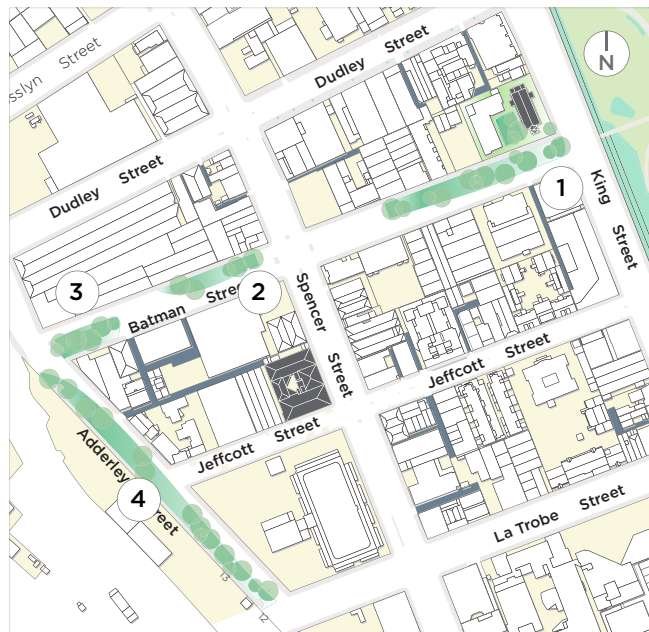 sslyn Street
Dudley Street
N
Dudley Street
King Street
1
3
2
Batman Street
Spencer Street
Jeffcott Street
Jeffcott Street
Adderley Street
4
La Trobe Street